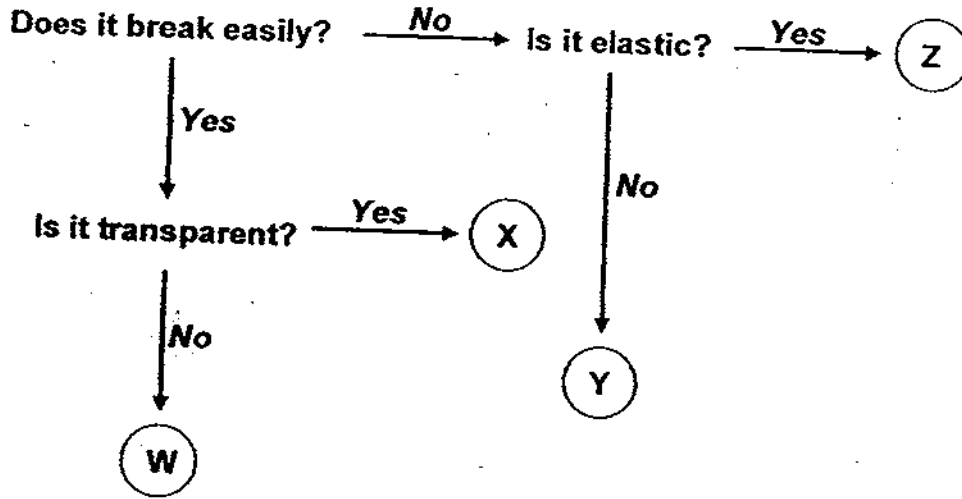 Does it break easily?
No
Is it elastic?
Yes
Z
Yes
No
Is it transparent?
Yes
X
No
Y
W